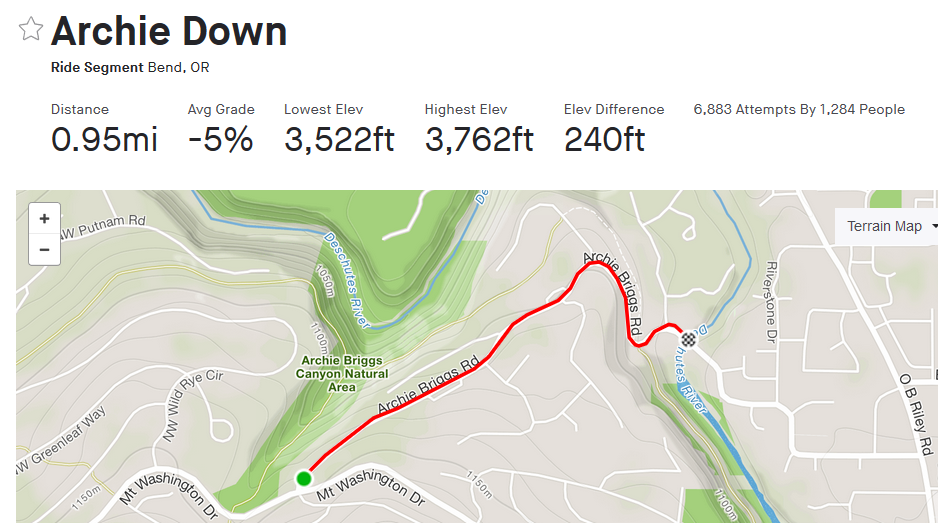 Archie Down
Ride Segment Bend, OR
Distance
Avg Grade
Lowest Elev
Highest Elev
Elev Difference
6,883 Attempts By 1,284 People
0.95mi
-5%
3,522ft
3,762ft
240ft
+
−
Terrain Map
NW Putnam Rd
Deschutes River
De
1050m
1100m
Archie Briggs Rd
Riverstone Dr
Archie Briggs
Canyon Natural
Area
Archie Briggs Rd
NW Wild Rye Cir
NW Greenleaf Way
chutes River
O B Riley Rd
Mt Washington Dr
Mt Washington Dr
1150m
1150m
1100m